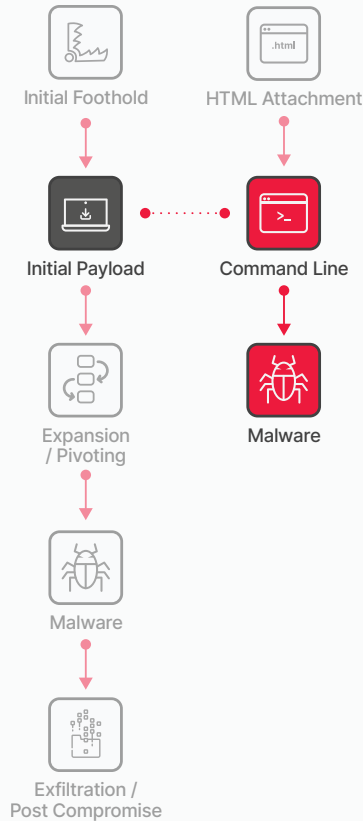 Initial Foothold
.html
HTML Attachment
>_
Initial Payload
Command Line
Expansion
/ Pivoting
Malware
Malware
Exfiltration /
Post Compromise